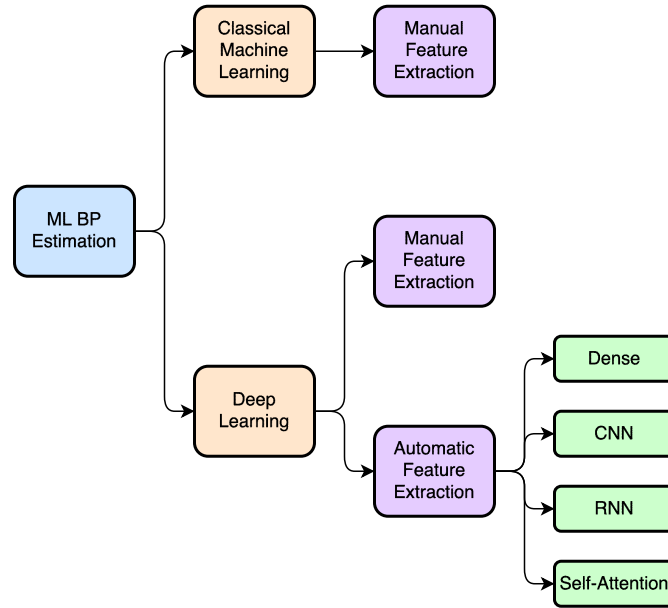 Classical
Machine
Learning
Manual
Feature
Extraction
ML BP
Estimation
Manual
Feature
Extraction
Deep
Learning
Automatic
Feature
Extraction
Dense
CNN
RNN
Self-Attention